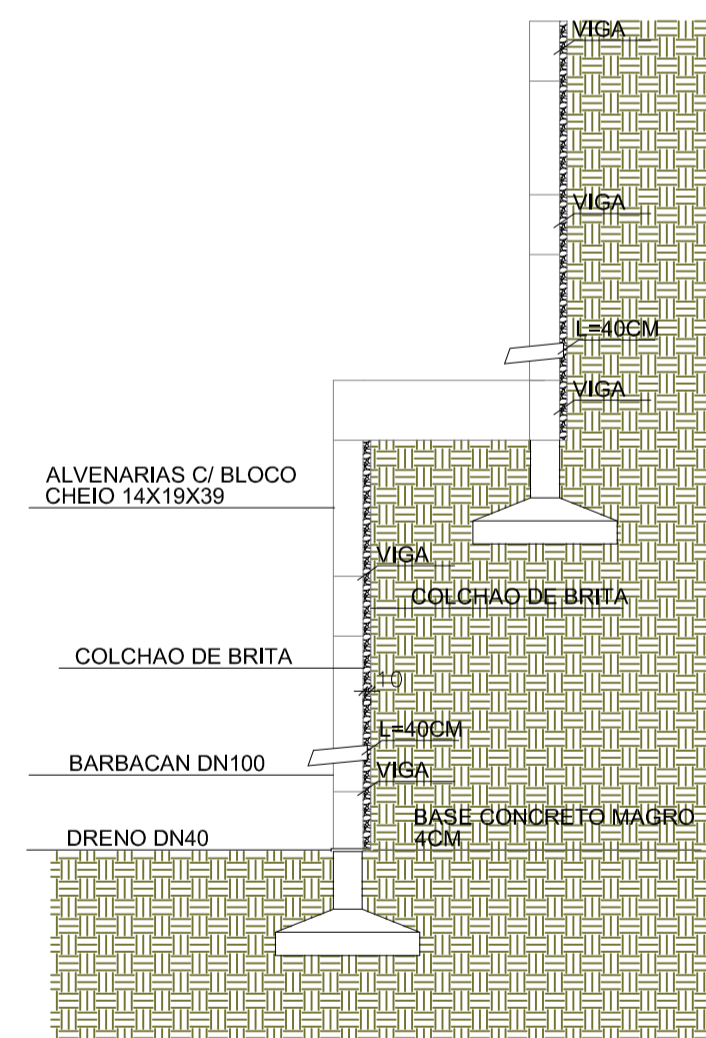 VIGA
VIGA
L=40CM
VIGA
ALVENARIAS C/ BLOCO
CHEIO 14X19X39
VIGA
COLCHAO DE BRITA
COLCHAO DE BRITA
10
L=40CM
BARBACAN DN100
VIGA
BASE CONCRETO MAGRO
4CM
DRENO DN40